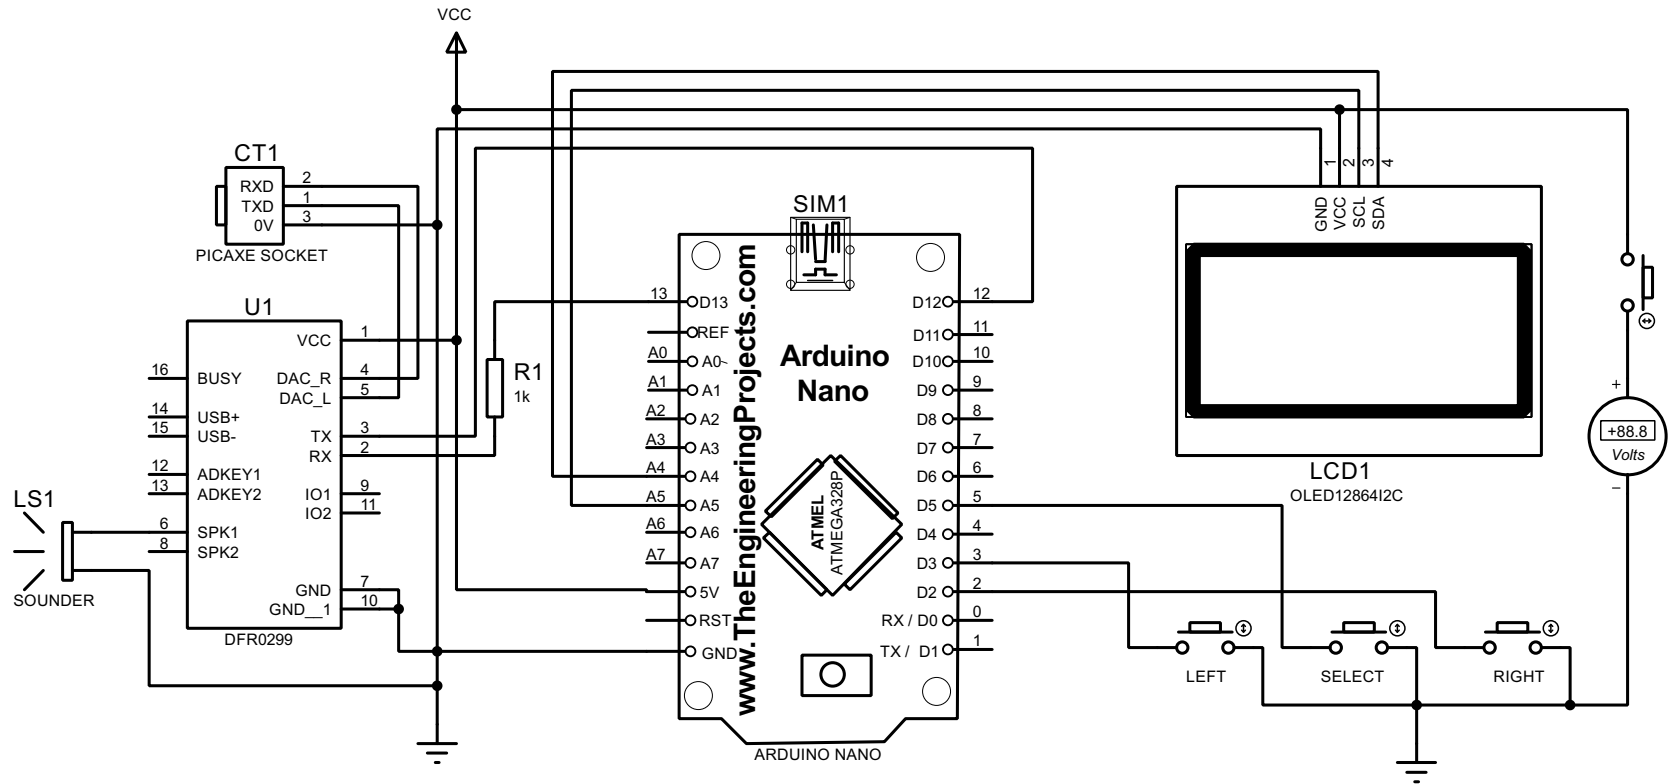 VCC
CT1
RXD 2
TXD 1
0V 3
PICAXE SOCKET
U1
VCC 1
16 BUSY DAC_R 4
DAC_L 5
14 USB+
15 USB- TX 3
RX 2
12 ADKEY1
13 ADKEY2 IO1 9
IO2 11
6 SPK1
8 SPK2
GND 7
GND__1 10
DFR0299
LS1
SOUNDER
R1
1k
SIM1
www.TheEngineeringProjects.com
Arduino
Nano
ATMEL
ATMEGA328P
13 D13
REF
A0 A0
A1 A1
A2 A2
A3 A3
A4 A4
A5 A5
A6 A6
A7 A7
5V
RST
GND
D12 12
D11 11
D10 10
D9 9
D8 8
D7 7
D6 6
D5 5
D4 4
D3 3
D2 2
RX / D0 0
TX / D1 1
ARDUINO NANO
1 2 3 4
GND
VCC
SCL
SDA
LCD1
OLED12864I2C
+
+88.8
Volts
−
LEFT
SELECT
RIGHT